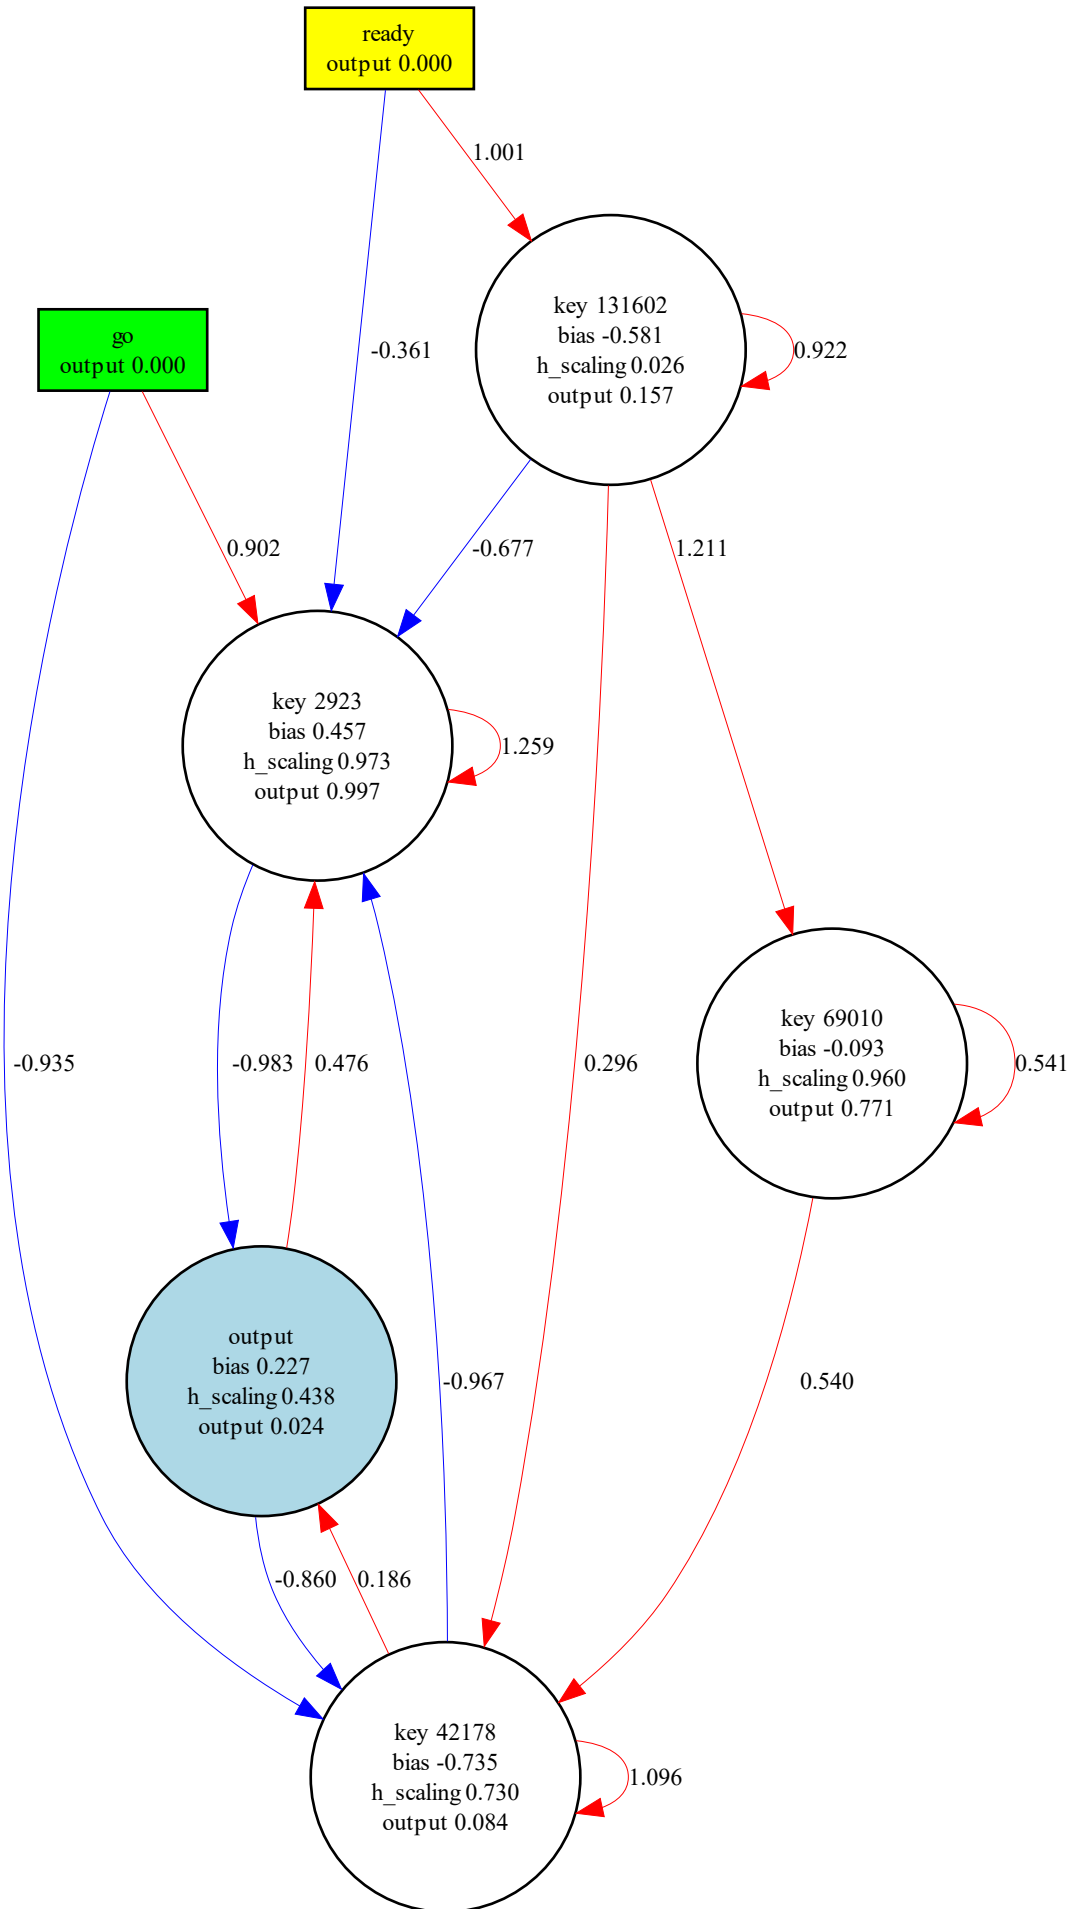 ready
output 0.000
1.001
key 131602
bias -0.581
h_scaling 0.026
output 0.157
0.922
go
output 0.000
-0.361
0.902
-0.677
1.211
key 2923
bias 0.457
h_scaling 0.973
output 0.997
1.259
key 69010
bias -0.093
h_scaling 0.960
output 0.771
0.541
-0.935
-0.983
0.476
0.296
output
bias 0.227
h_scaling 0.438
output 0.024
-0.967
0.540
-0.860
0.186
key 42178
bias -0.735
h_scaling 0.730
output 0.084
1.096